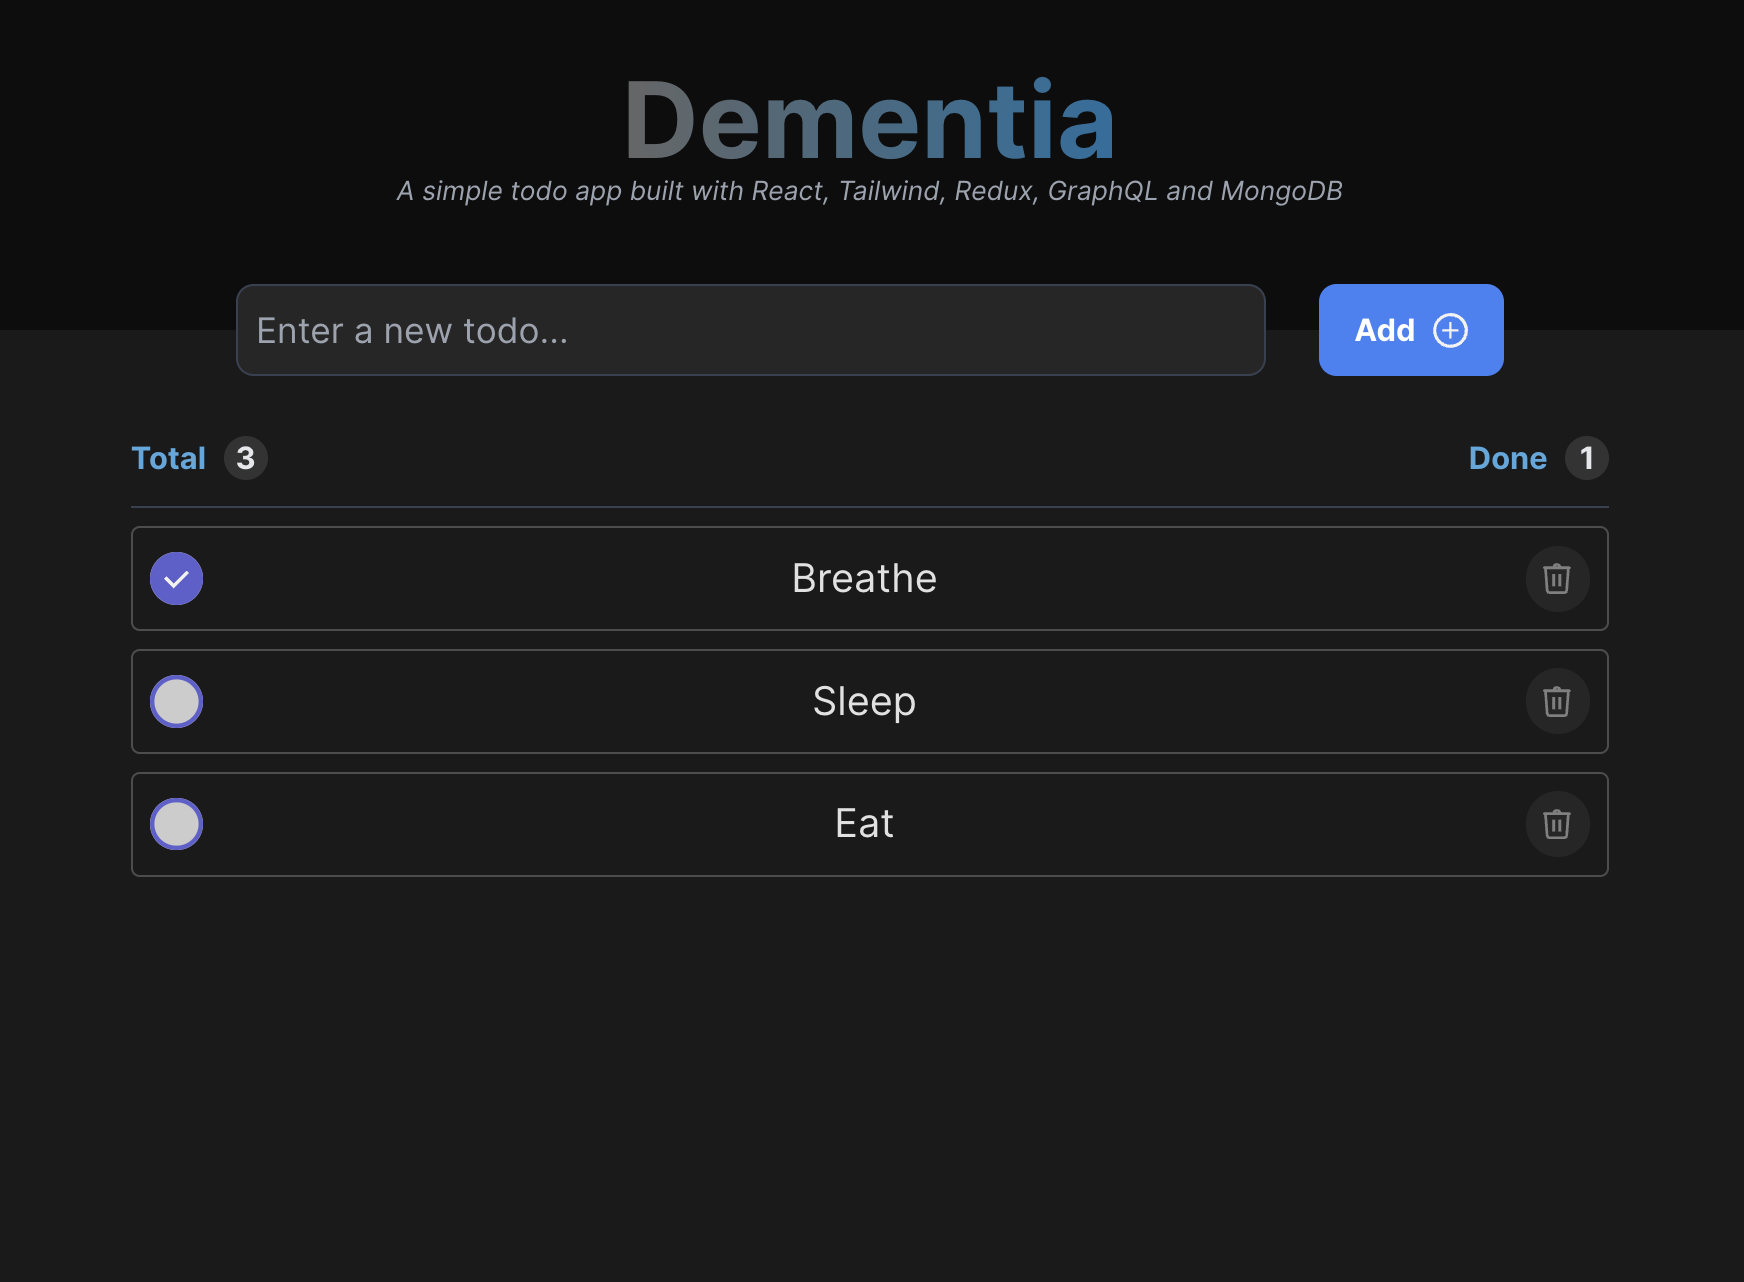 Dementia
A simple todo app built with React, Tailwind, Redux, GraphQL and MongoDB
Enter a new todo...
Add
Total 3
Done 1
Breathe
Sleep
Eat